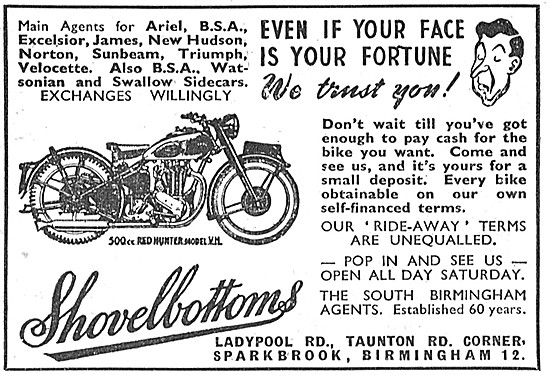 Main Agents for Ariel, B.S.A.,
Excelsior, James, New Hudson,
Norton, Sunbeam, Triumph,
Velocette. Also B.S.A., Wat-
sonian and Swallow Sidecars.
EXCHANGES WILLINGLY
EVEN IF YOUR FACE
IS YOUR FORTUNE
We trust you!
Don't wait till you've got
enough to pay cash for the
bike you want. Come and
see us, and it's yours for a
small deposit. Every bike
obtainable on our own
self-financed terms.
OUR 'RIDE-AWAY' TERMS
ARE UNEQUALLED.
— POP IN AND SEE US —
OPEN ALL DAY SATURDAY.
THE SOUTH BIRMINGHAM
AGENTS. Established 60 years.
500cc RED HUNTER MODEL V.H.
Shovelbottoms
LADYPOOL RD., TAUNTON RD. CORNER,
SPARKBROOK, BIRMINGHAM 12.